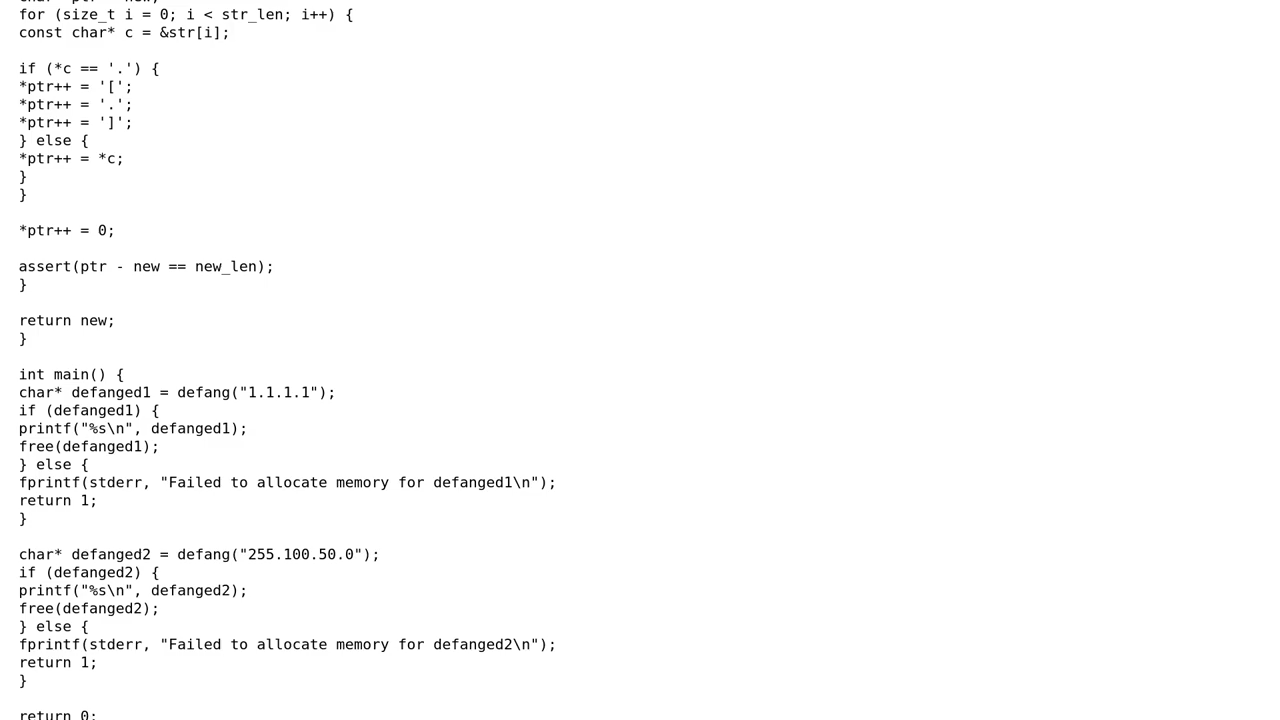 char* ptr = new;
for (size_t i = 0; i < str_len; i++) {
const char* c = &str[i];
if (*c == '.') {
*ptr++ = '[';
*ptr++ = '.';
*ptr++ = ']';
} else {
*ptr++ = *c;
}
}
*ptr++ = 0;
assert(ptr - new == new_len);
}
return new;
}
int main() {
char* defanged1 = defang("1.1.1.1");
if (defanged1) {
printf("%s\n", defanged1);
free(defanged1);
} else {
fprintf(stderr, "Failed to allocate memory for defanged1\n");
return 1;
}
char* defanged2 = defang("255.100.50.0");
if (defanged2) {
printf("%s\n", defanged2);
free(defanged2);
} else {
fprintf(stderr, "Failed to allocate memory for defanged2\n");
return 1;
}
return 0;